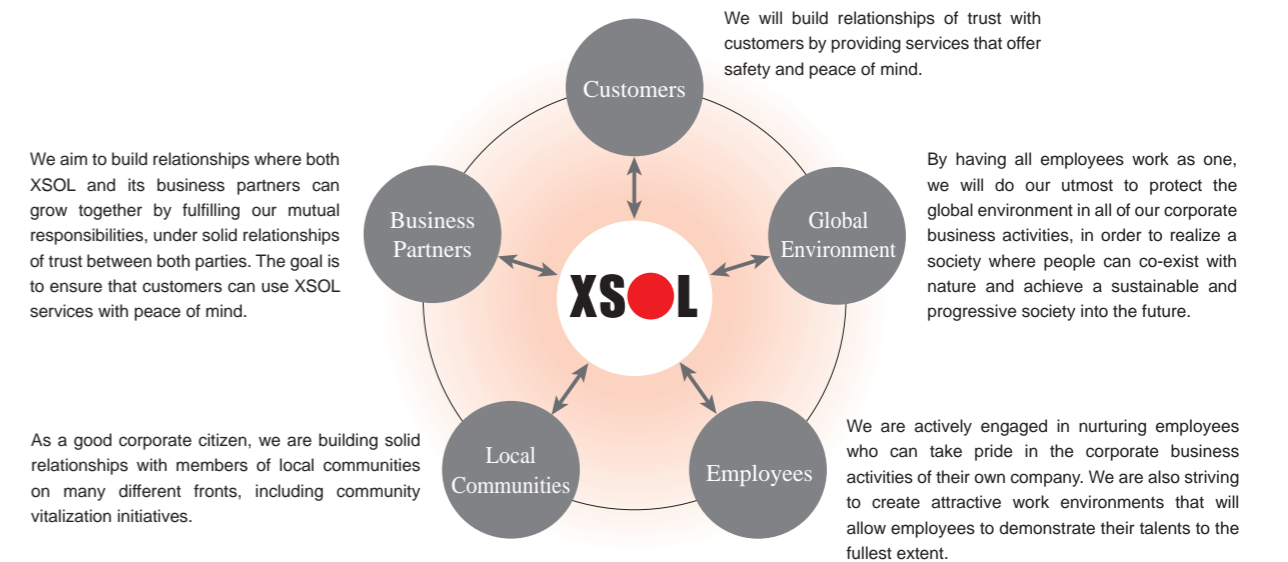 We will build relationships of trust with
customers by providing services that offer
safety and peace of mind.
Customers
We aim to build relationships where both
XSOL and its business partners can
grow together by fulfilling our mutual
responsibilities, under solid relationships
of trust between both parties. The goal is
to ensure that customers can use XSOL
services with peace of mind.
Business
Partners
Global
Environment
By having all employees work as one,
we will do our utmost to protect the
global environment in all of our corporate
business activities, in order to realize a
society where people can co-exist with
nature and achieve a sustainable and
progressive society into the future.
XSOL
As a good corporate citizen, we are building solid
relationships with members of local communities
on many different fronts, including community
vitalization initiatives.
Local
Communities
Employees
We are actively engaged in nurturing employees
who can take pride in the corporate business
activities of their own company. We are also striving
to create attractive work environments that will
allow employees to demonstrate their talents to the
fullest extent.